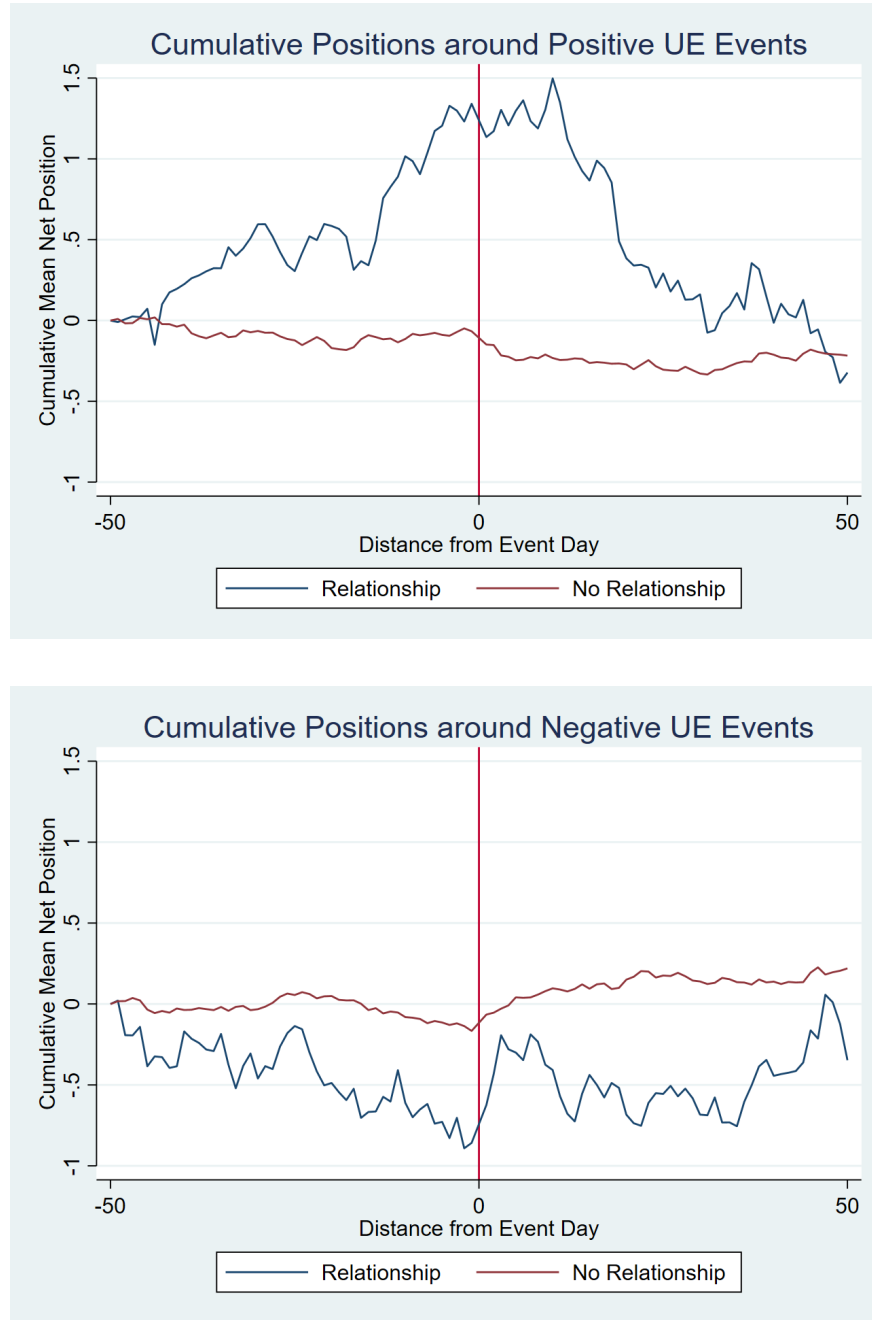 Cumulative Positions around Positive UE Events
Cumulative Mean Net Position
1.5
1
.5
0
-.5
-1
-50 0 50
Distance from Event Day
Relationship No Relationship
Cumulative Positions around Negative UE Events
Cumulative Mean Net Position
1.5
1
.5
0
-.5
-1
-50 0 50
Distance from Event Day
Relationship No Relationship